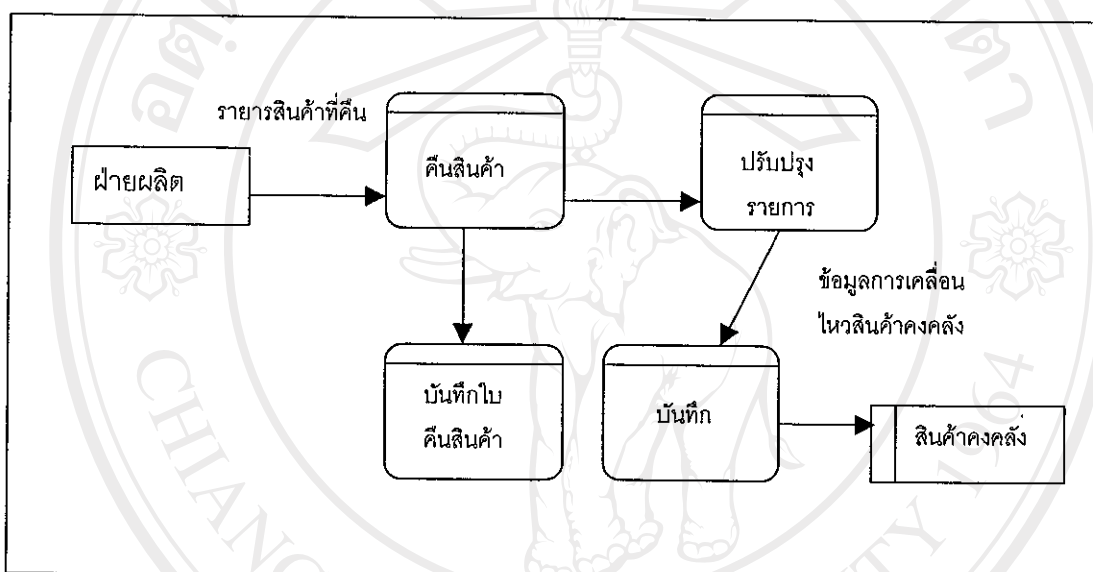 รายารสินค้าที่คืน
ฝ่ายผลิต
คืนสินค้า
ปรับปรุง
รายการ
ข้อมูลการเคลื่อน
ไหวสินค้าคงคลัง
บันทึกใบ
คืนสินค้า
บันทึก
สินค้าคงคลัง
1964